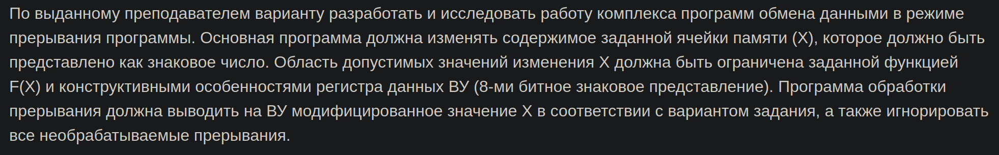 По выданному преподавателем варианту разработать и исследовать работу комплекса программ обмена данными в режиме
прерывания программы. Основная программа должна изменять содержимое заданной ячейки памяти (X), которое должно быть
представлено как знаковое число. Область допустимых значений изменения X должна быть ограничена заданной функцией
F(X) и конструктивными особенностями регистра данных ВУ (8-ми битное знаковое представление). Программа обработки
прерывания должна выводить на ВУ модифицированное значение X в соответствии с вариантом задания, а также игнорировать
все необрабатываемые прерывания.